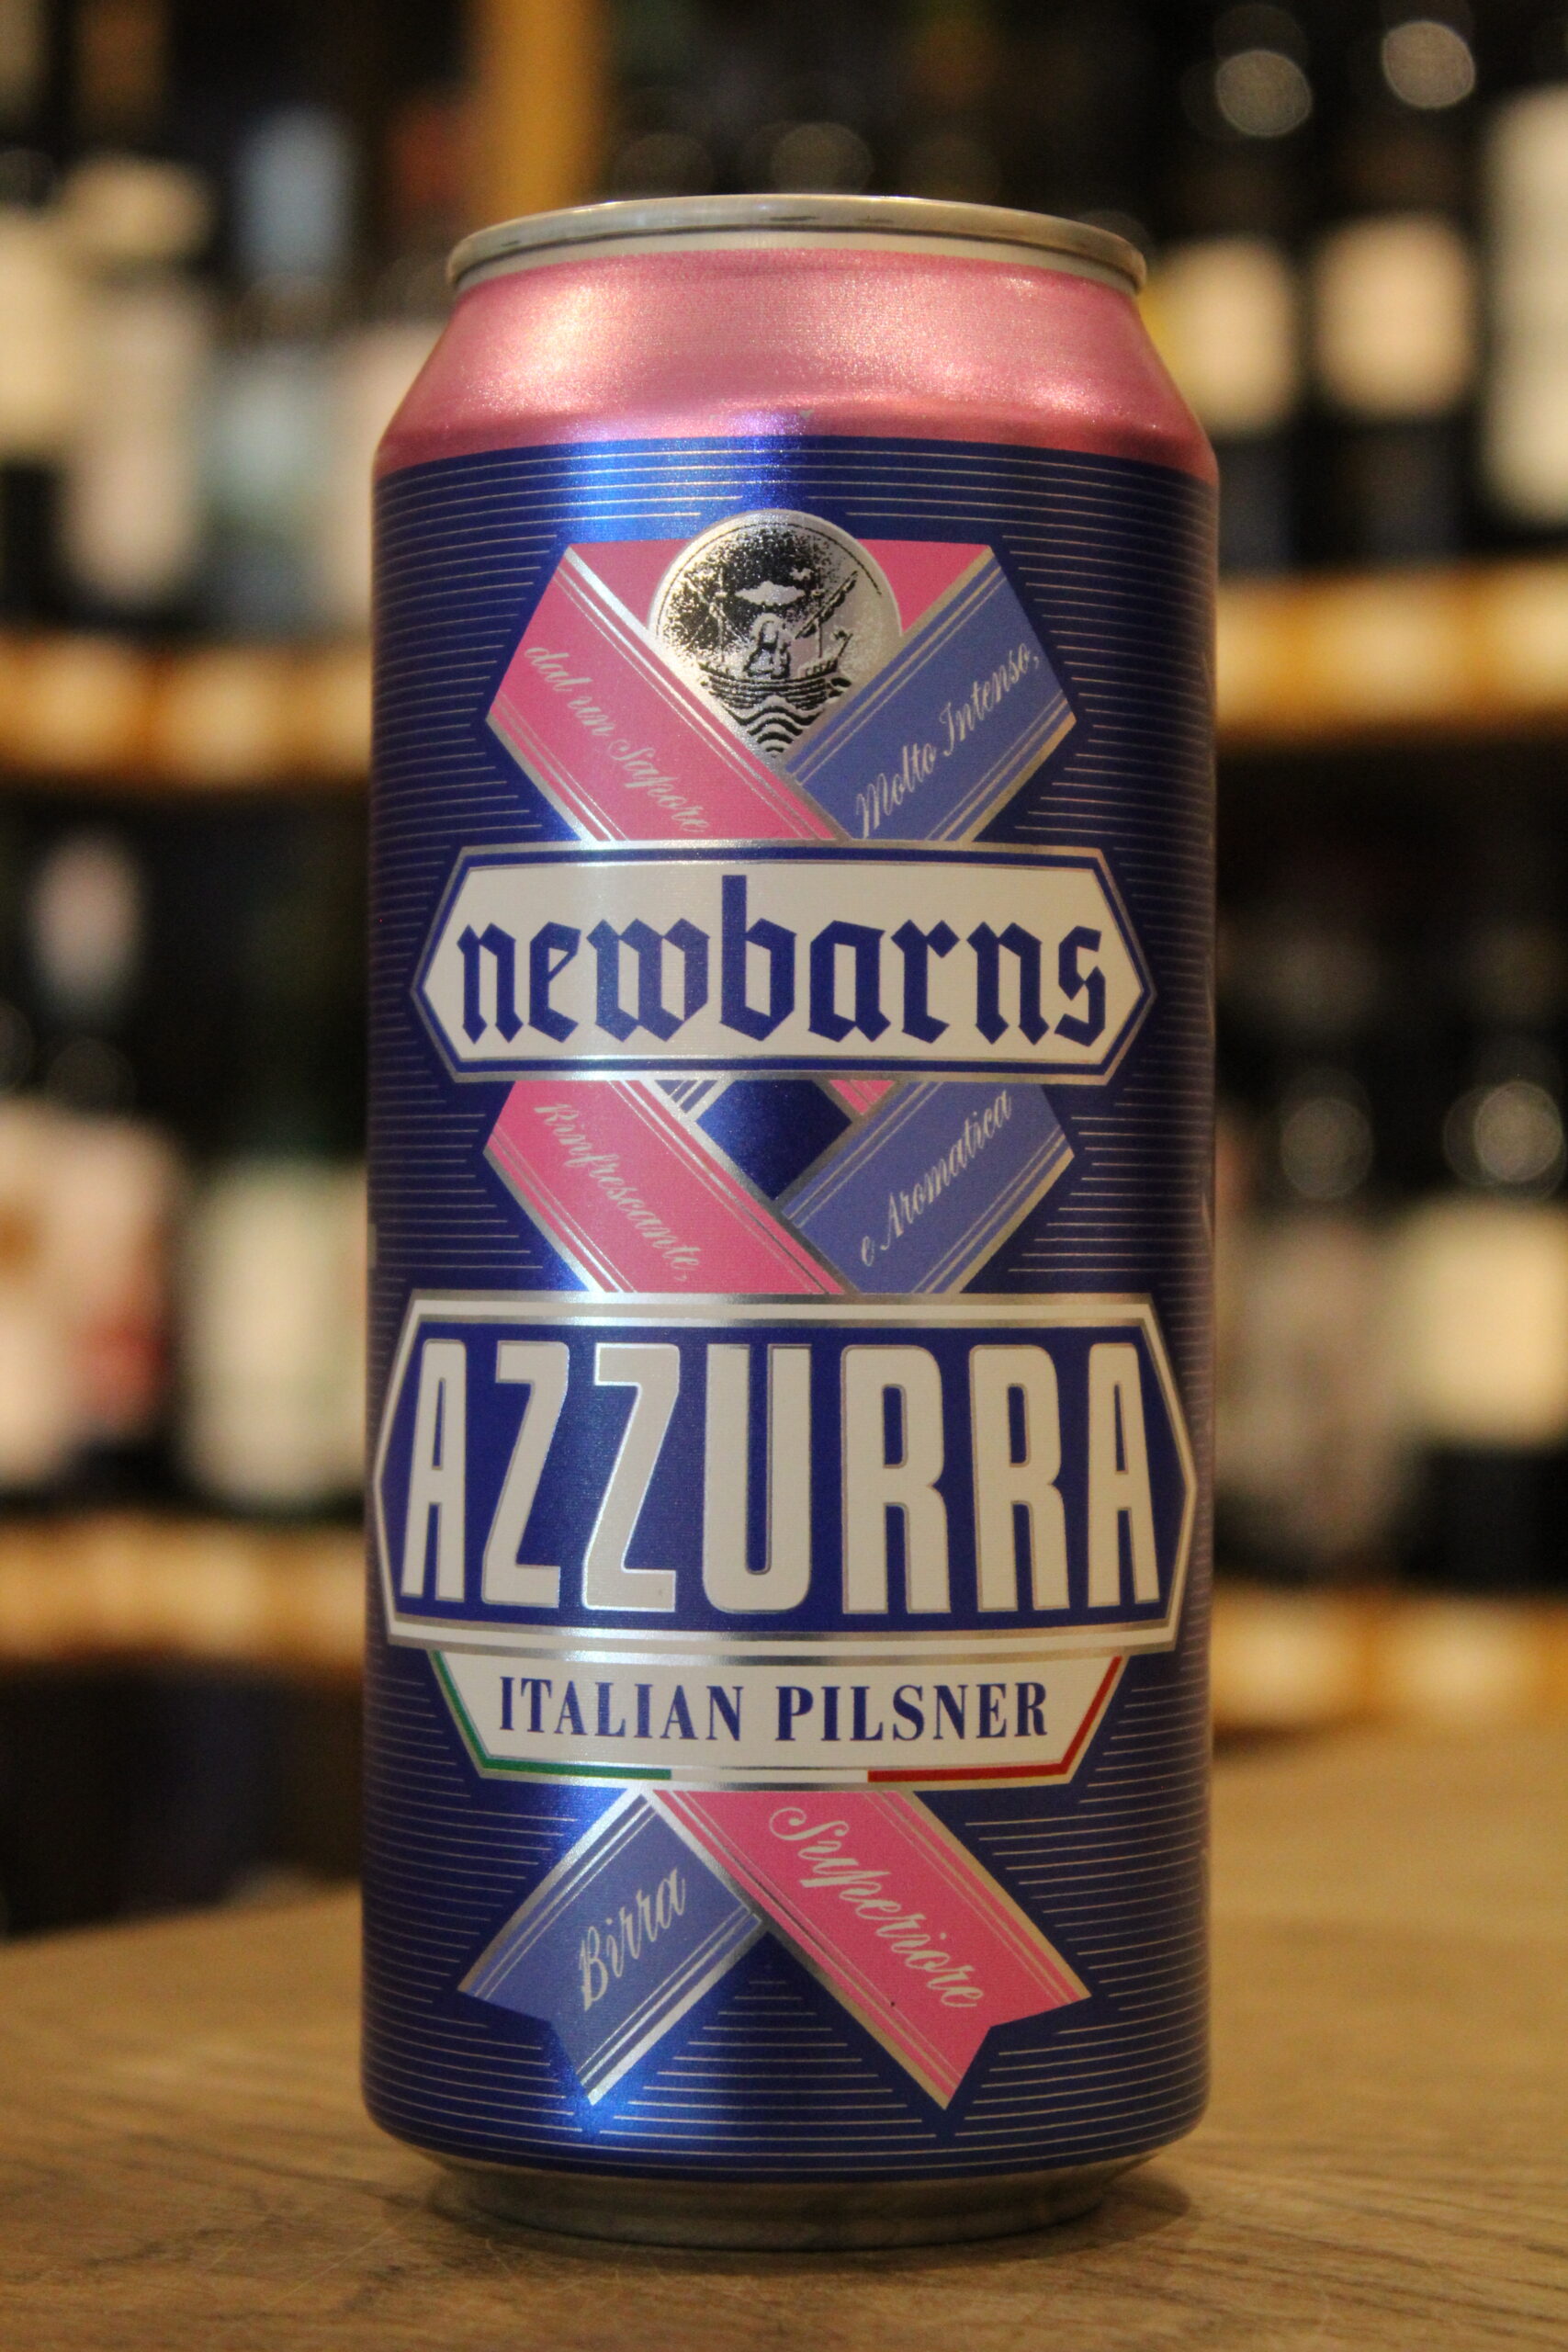 dal un Sapore
Molto Intenso,
newbarns
Rinfrescante,
e Aromatica
AZZURRA
ITALIAN PILSNER
Birra
Superiore